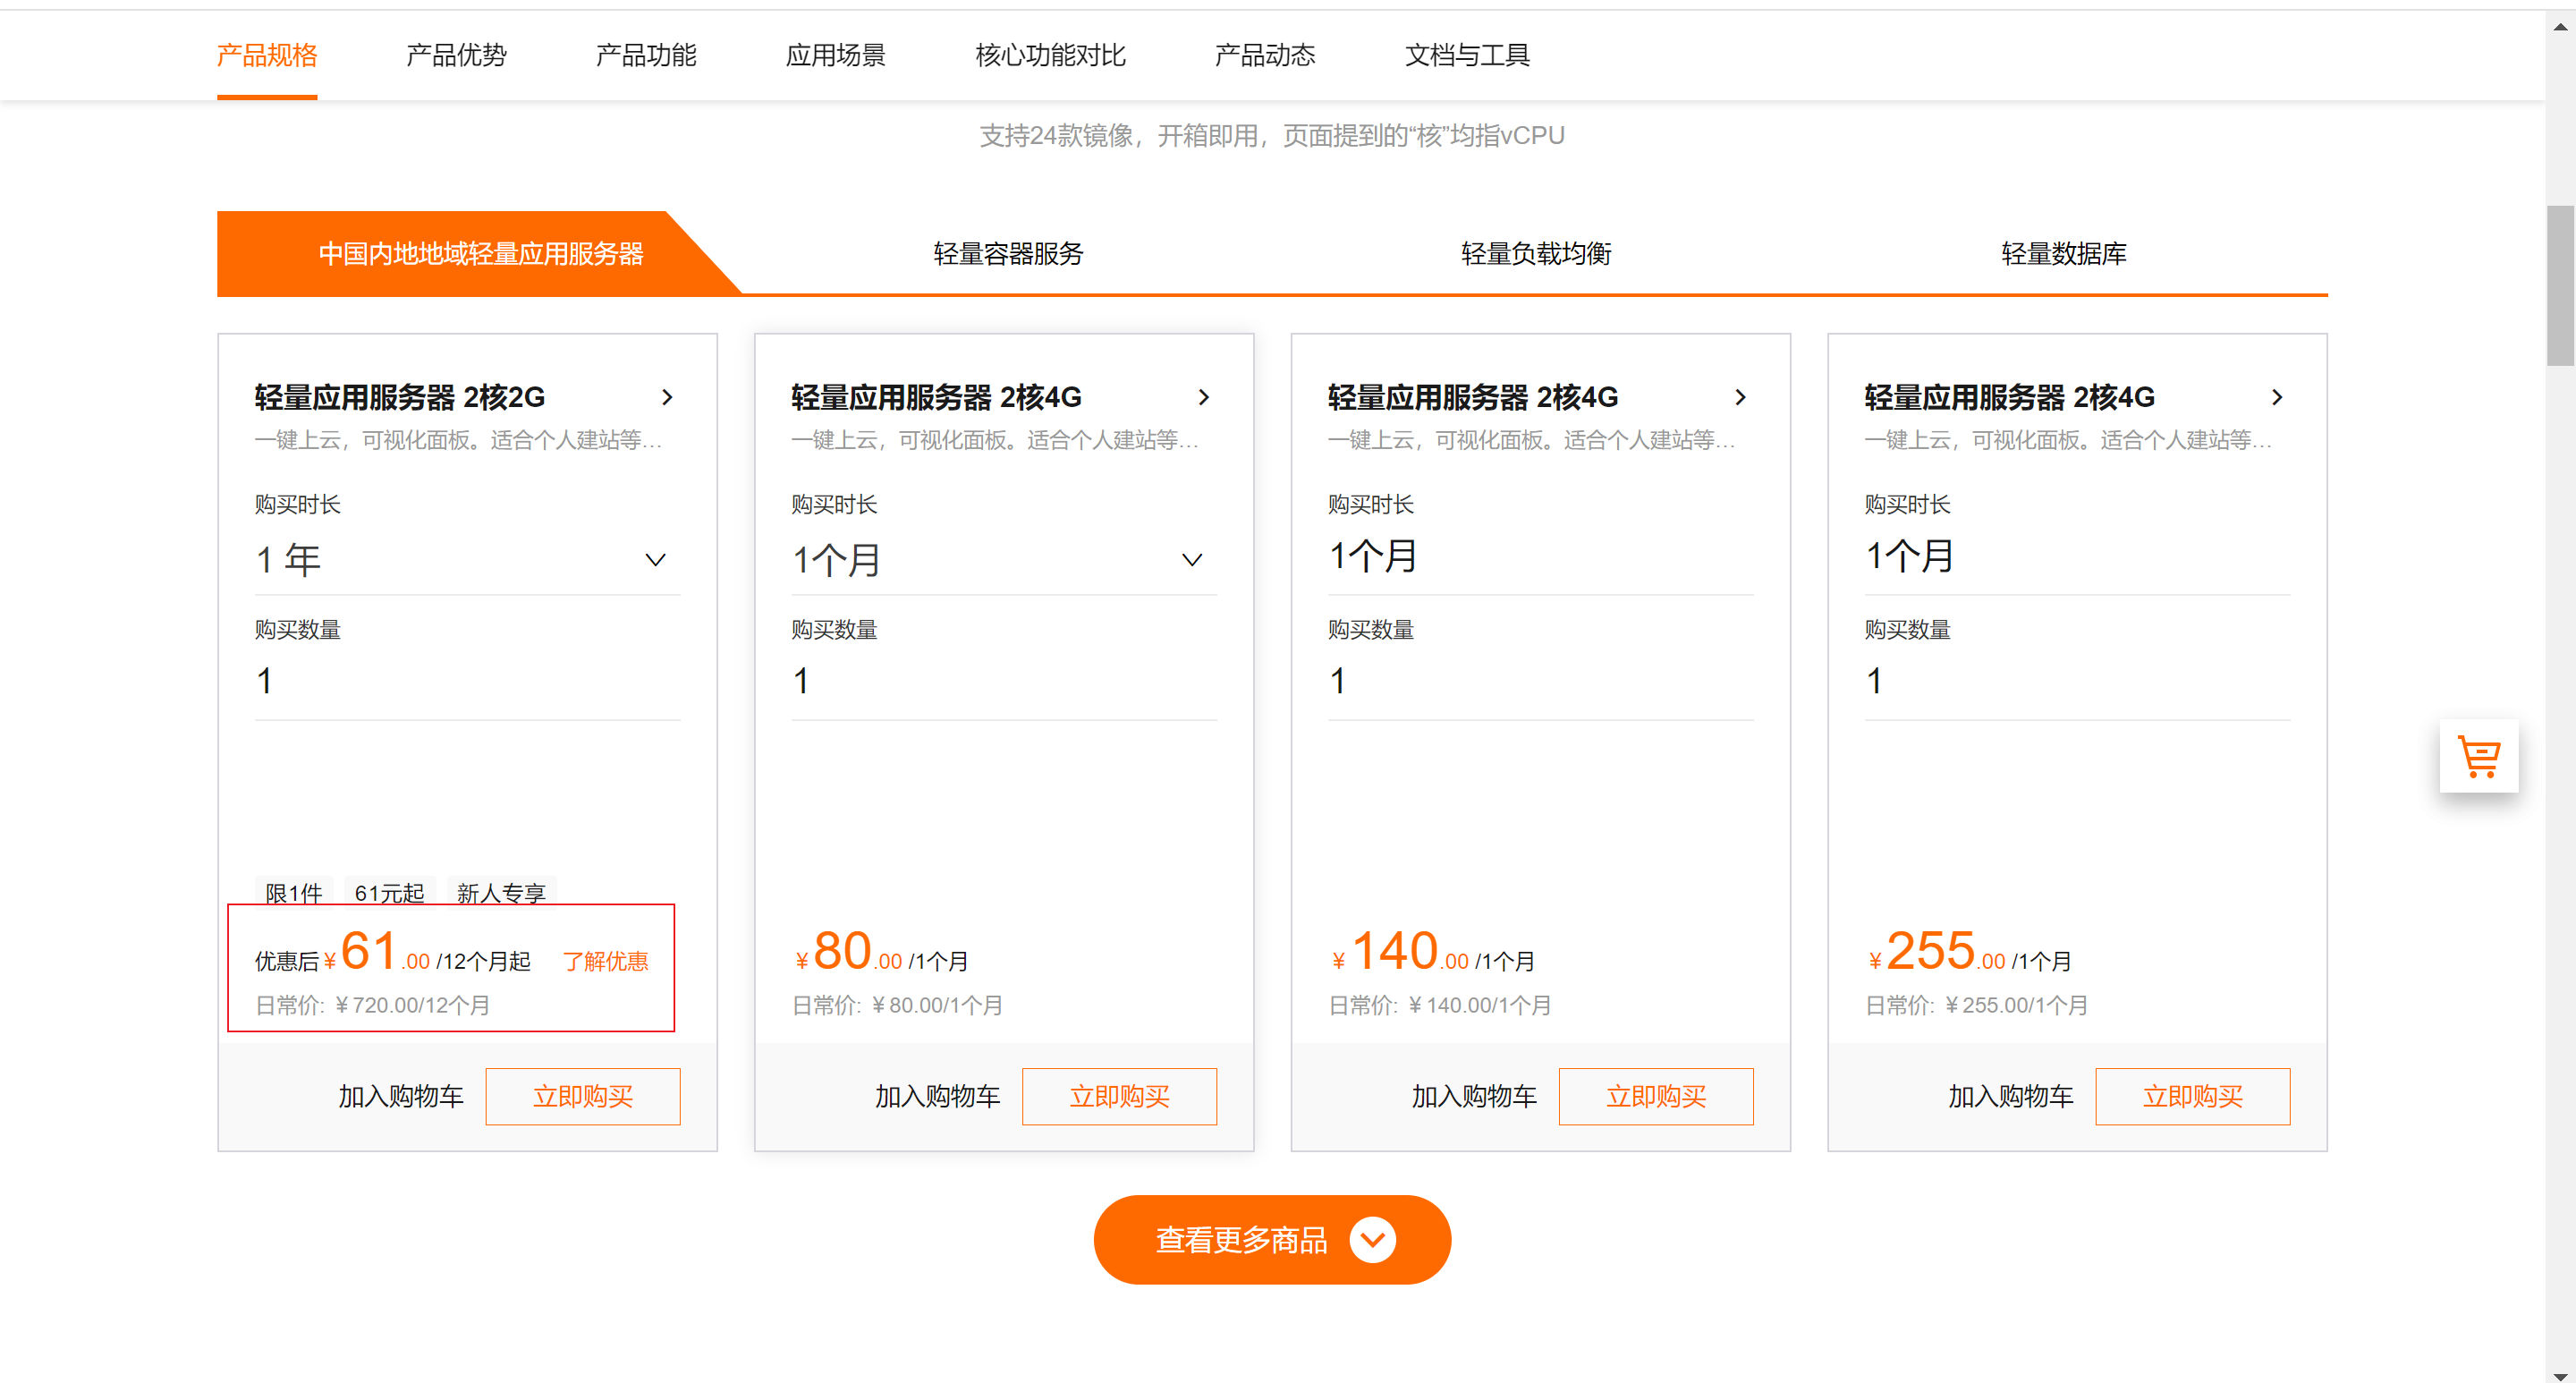 产品规格 产品优势 产品功能 应用场景 核心功能对比 产品动态 文档与工具
支持24款镜像，开箱即用，页面提到的“核”均指vCPU
中国内地地域轻量应用服务器 轻量容器服务 轻量负载均衡 轻量数据库
轻量应用服务器 2核2G
一键上云，可视化面板。适合个人建站等...
购买时长
1 年
购买数量
1
限1件 61元起 新人专享
优惠后 ¥61.00 /12个月起 了解优惠
日常价: ¥720.00/12个月
加入购物车 立即购买
轻量应用服务器 2核4G
一键上云，可视化面板。适合个人建站等...
购买时长
1个月
购买数量
1
¥80.00 /1个月
日常价: ¥80.00/1个月
加入购物车 立即购买
轻量应用服务器 2核4G
一键上云，可视化面板。适合个人建站等...
购买时长
1个月
购买数量
1
¥140.00 /1个月
日常价: ¥140.00/1个月
加入购物车 立即购买
轻量应用服务器 2核4G
一键上云，可视化面板。适合个人建站等...
购买时长
1个月
购买数量
1
¥255.00 /1个月
日常价: ¥255.00/1个月
加入购物车 立即购买
查看更多商品